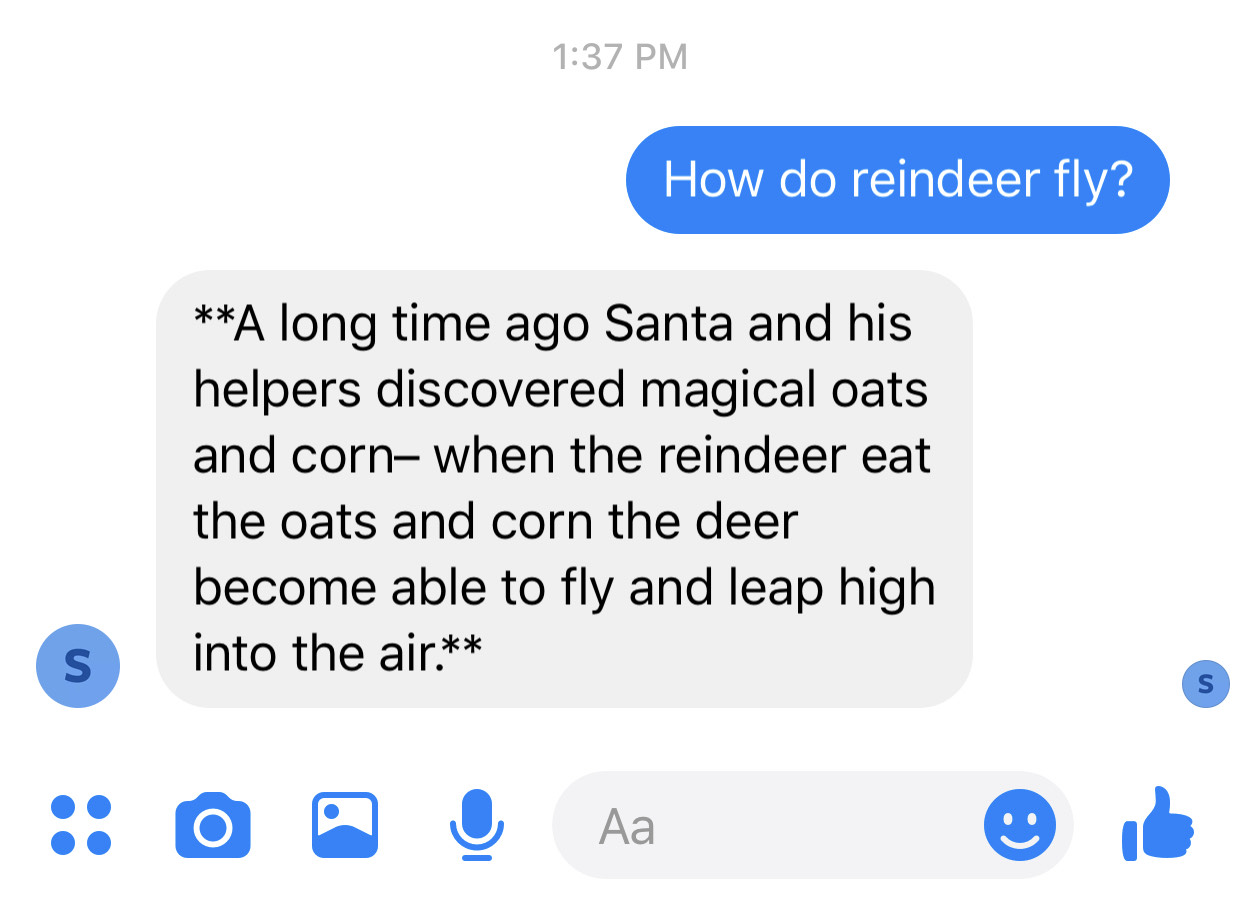 1:37 PM
How do reindeer fly?
**A long time ago Santa and his
helpers discovered magical oats
and corn– when the reindeer eat
the oats and corn the deer
become able to fly and leap high
into the air.**
S
S
Aa